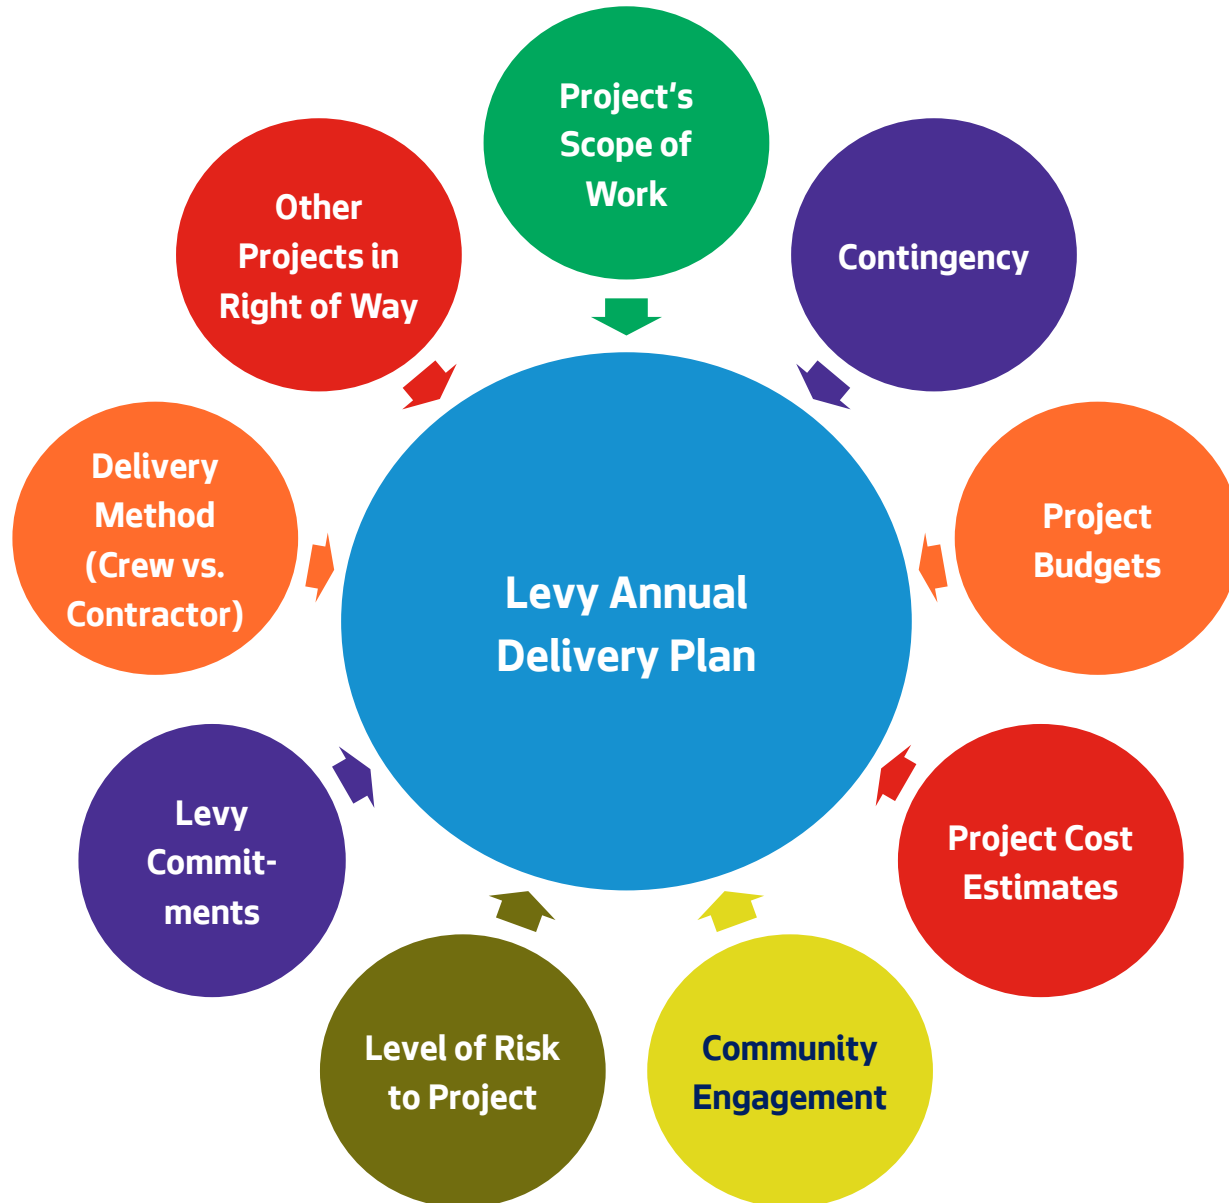 Project's
Scope of
Work
Contingency
Project
Budgets
Project Cost
Estimates
Community
Engagement
Level of Risk
to Project
Levy
Commit-
ments
Delivery
Method
(Crew vs.
Contractor)
Other
Projects in
Right of Way
Levy Annual
Delivery Plan